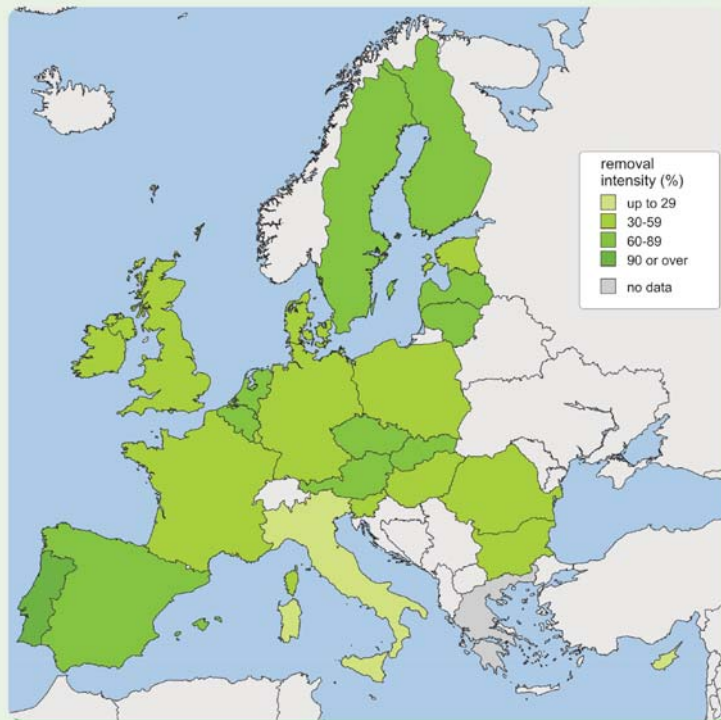 removal
intensity (%)
up to 29
30-59
60-89
90 or over
no data